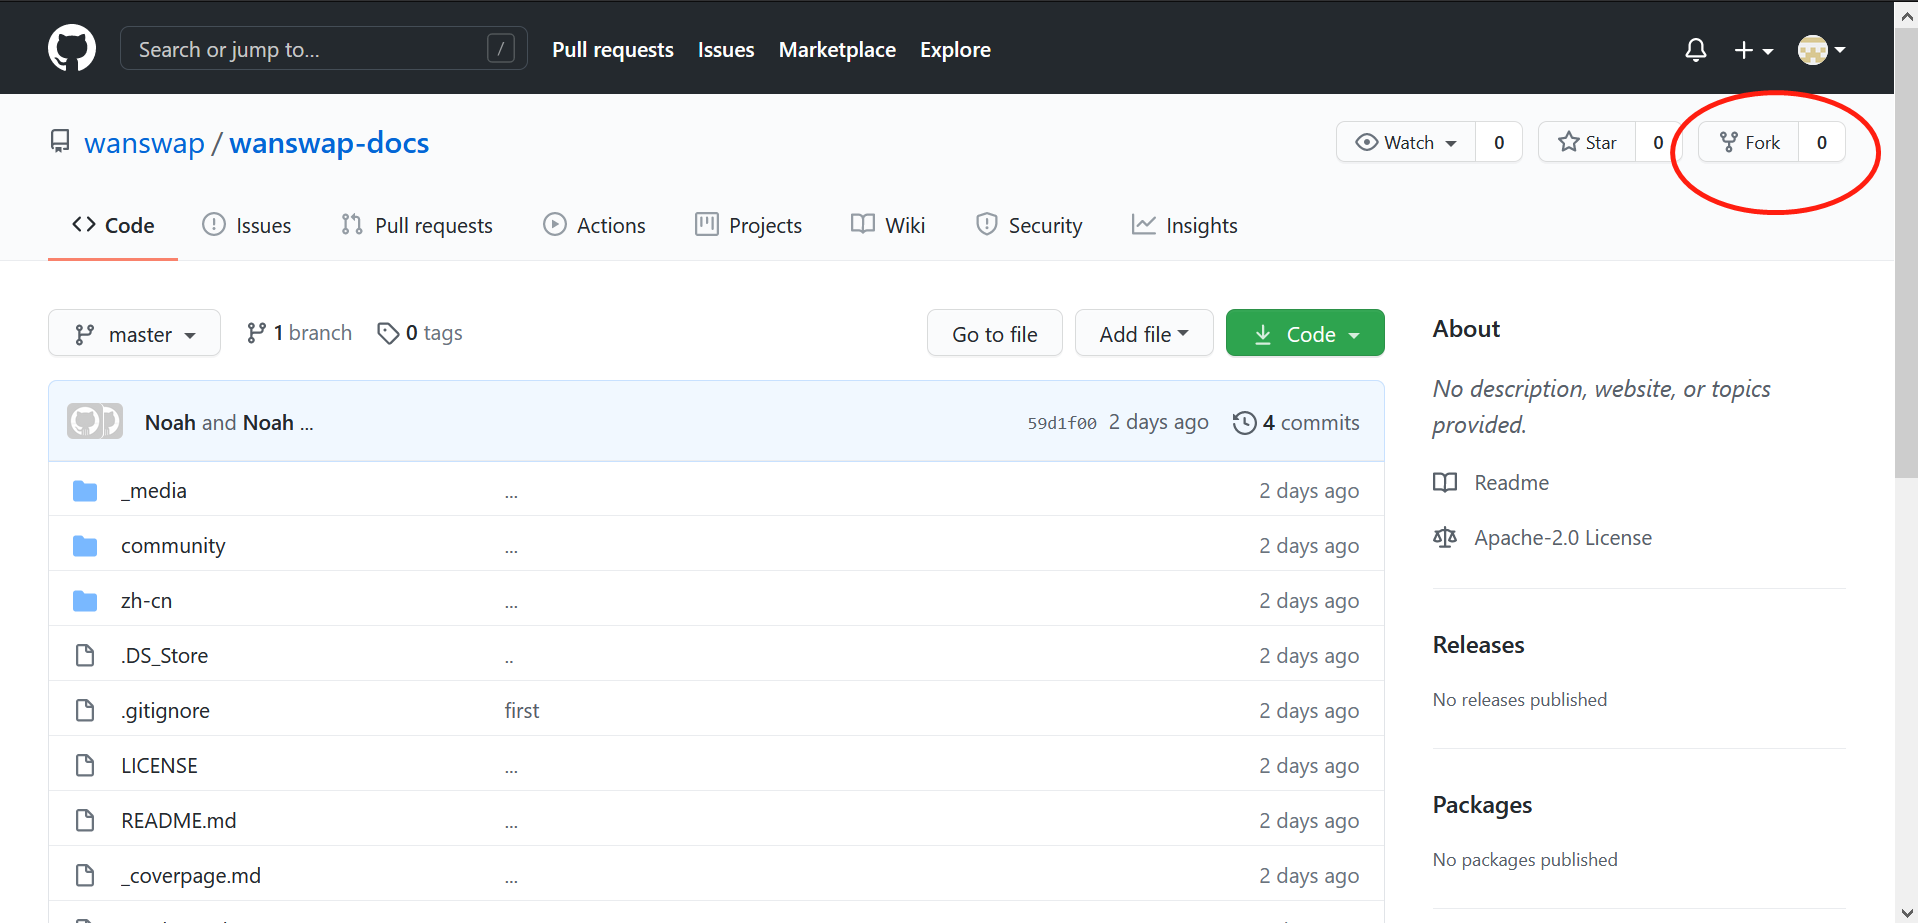 Search or jump to... /
Pull requests Issues Marketplace Explore
wanswap / wanswap-docs
Watch 0 Star 0 Fork 0
Code Issues Pull requests Actions Projects Wiki Security Insights
master 1 branch 0 tags Go to file Add file Code
Noah and Noah ... 59d1f00 2 days ago 4 commits
_media ... 2 days ago
community ... 2 days ago
zh-cn ... 2 days ago
.DS_Store .. 2 days ago
.gitignore first 2 days ago
LICENSE ... 2 days ago
README.md ... 2 days ago
_coverpage.md ... 2 days ago
About
No description, website, or topics
provided.
Readme
Apache-2.0 License
Releases
No releases published
Packages
No packages published